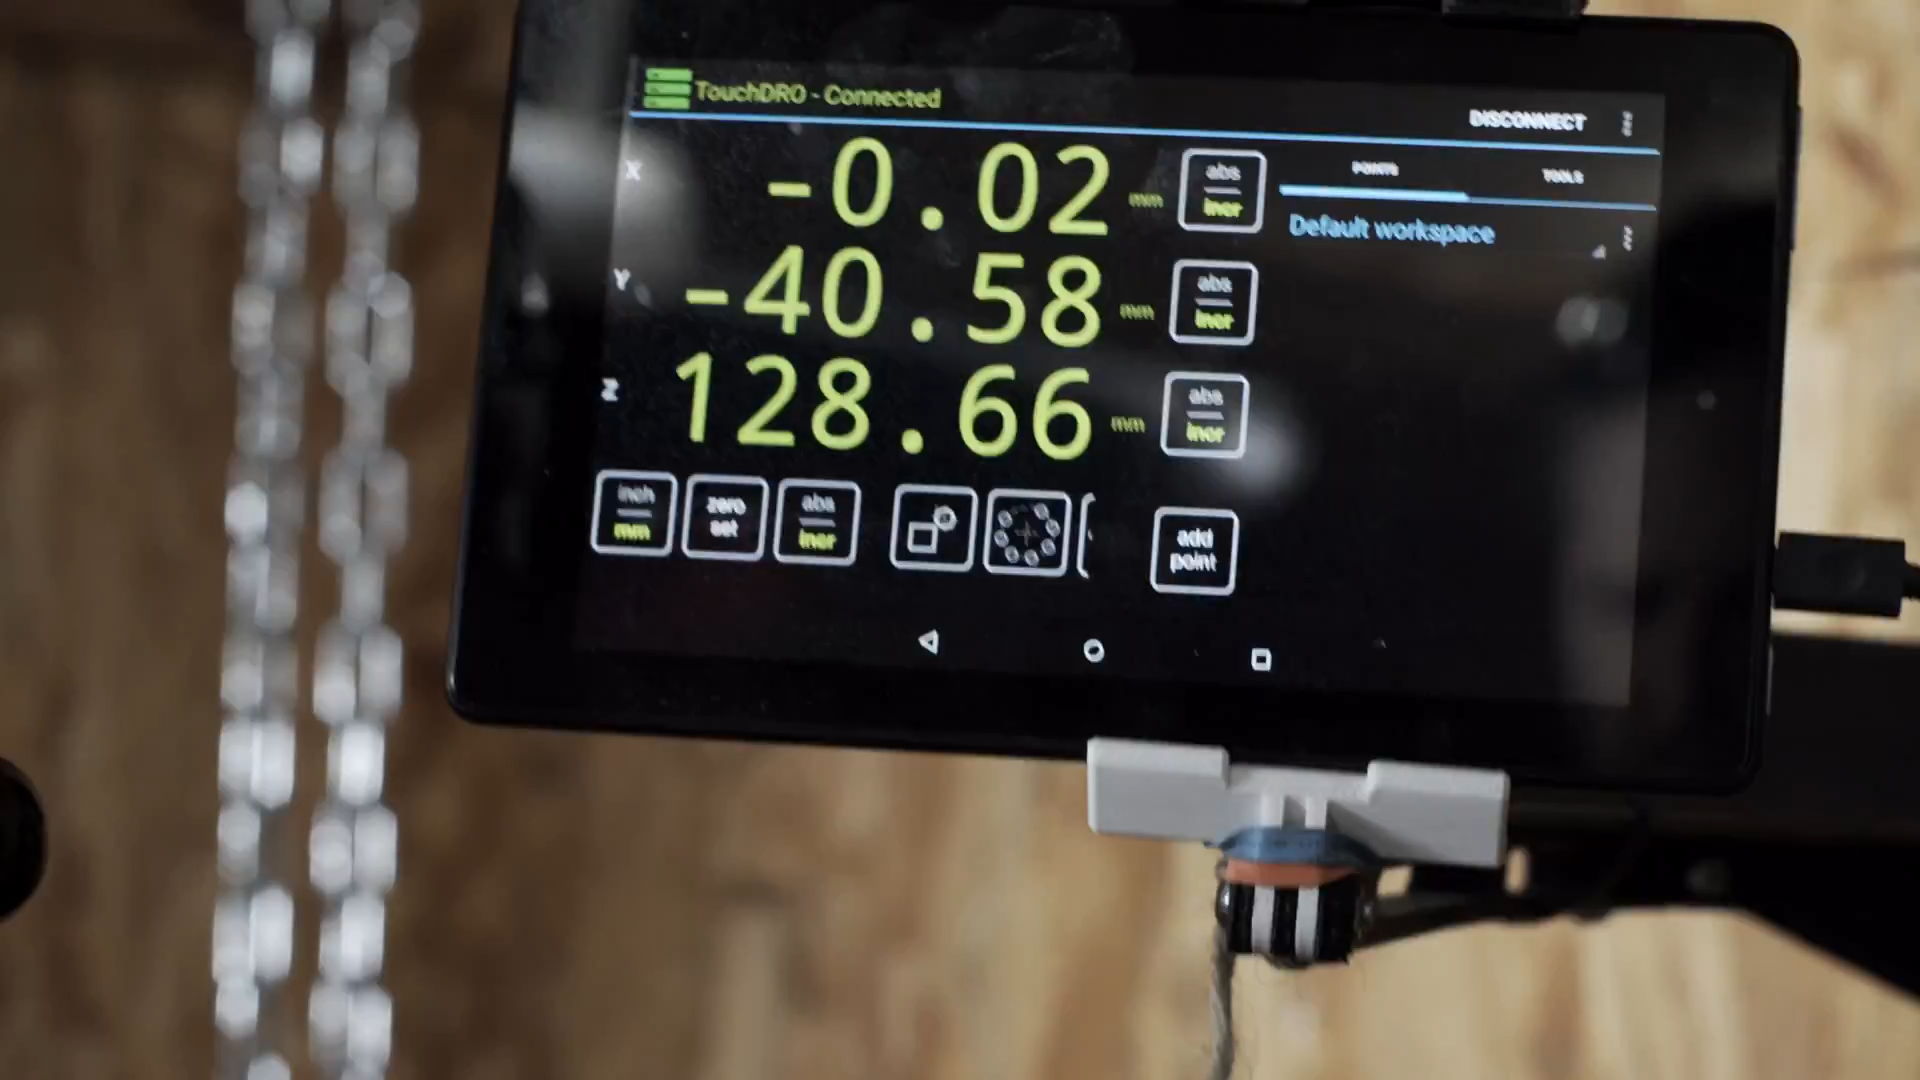 TouchDRO - Connected
DISCONNECT
X -0.02 mm abs incr
Y -40.58 mm abs incr
Z 128.66 mm abs incr
POINTS TOOLS
Default workspace
inch mm
zero set
abs incr
add point